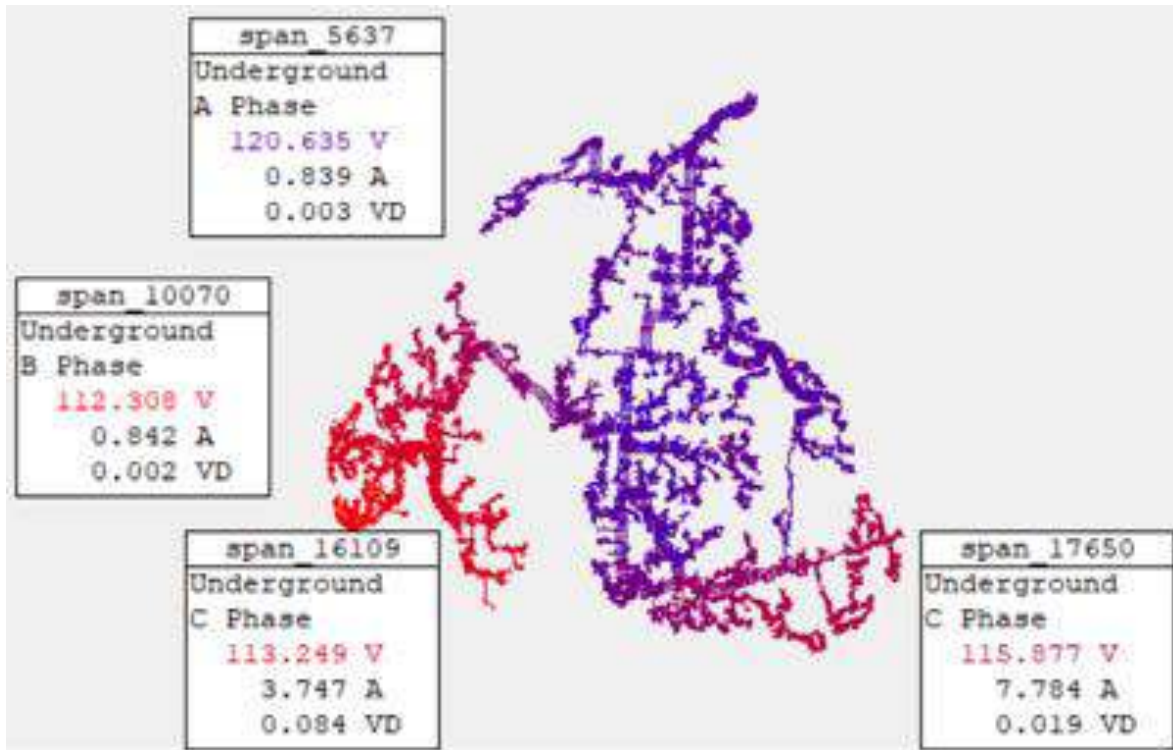 span_5637
Underground
A Phase
120.635 V
0.839 A
0.003 VD
span_10070
Underground
B Phase
112.308 V
0.842 A
0.002 VD
span_16109
Underground
C Phase
113.249 V
3.747 A
0.084 VD
span_17650
Underground
C Phase
115.877 V
7.784 A
0.019 VD